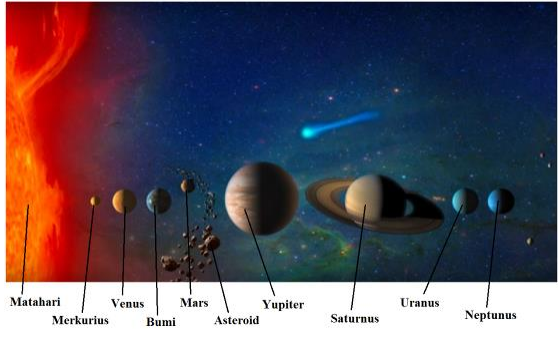 Matahari
Merkurius
Venus
Bumi
Mars
Asteroid
Yupiter
Saturnus
Uranus
Neptunus